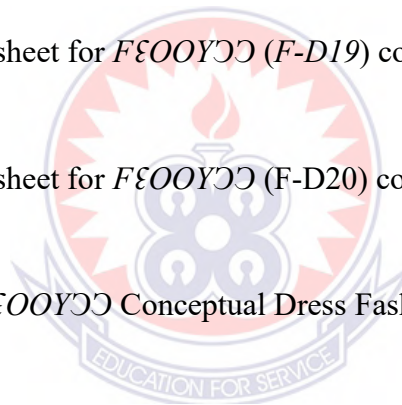 sheet for FƐOOYƆƆ (F-D19) co
sheet for FƐOOYƆƆ (F-D20) co
ƐOOYƆƆ Conceptual Dress Fash
EDUCATION FOR SERVICE